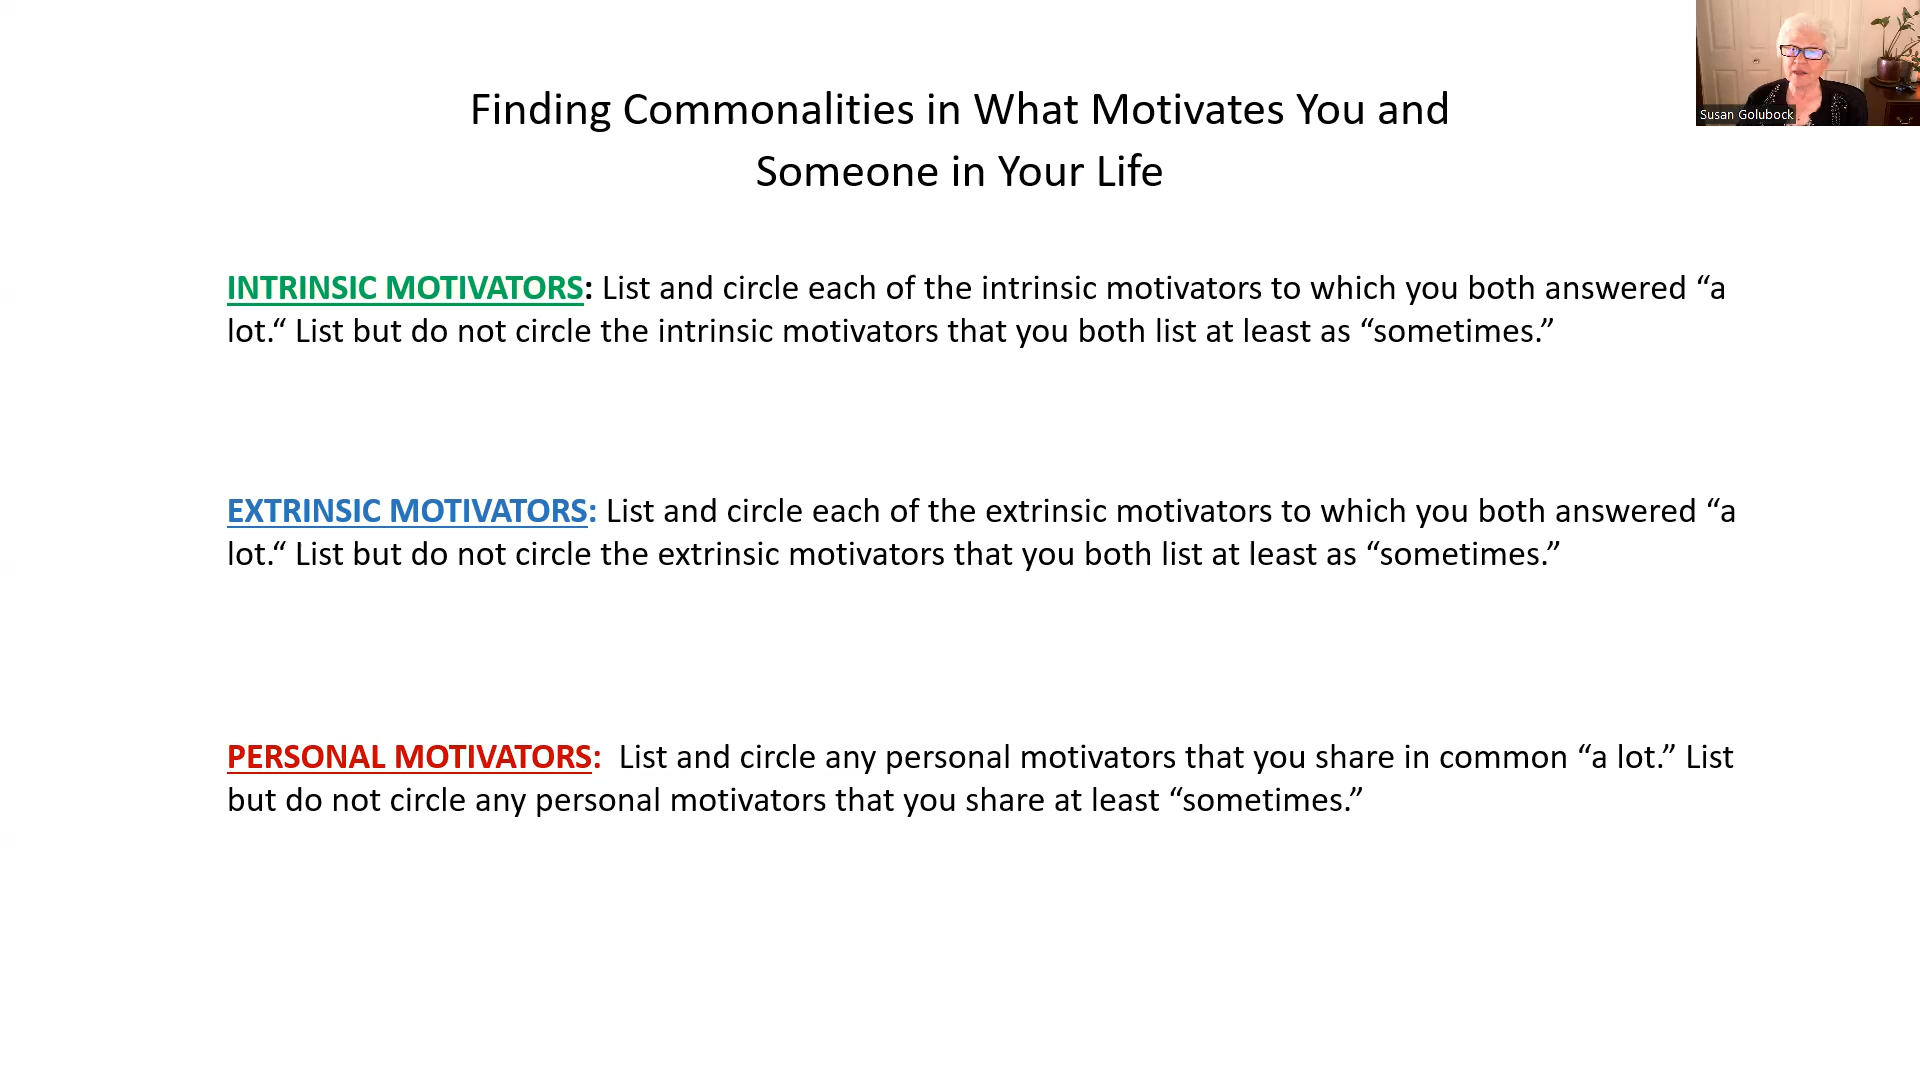 Finding Commonalities in What Motivates You and
Someone in Your Life
Susan Golubock
INTRINSIC MOTIVATORS: List and circle each of the intrinsic motivators to which you both answered “a
lot.“ List but do not circle the intrinsic motivators that you both list at least as “sometimes.”
EXTRINSIC MOTIVATORS: List and circle each of the extrinsic motivators to which you both answered “a
lot.“ List but do not circle the extrinsic motivators that you both list at least as “sometimes.”
PERSONAL MOTIVATORS:  List and circle any personal motivators that you share in common “a lot.” List
but do not circle any personal motivators that you share at least “sometimes.”